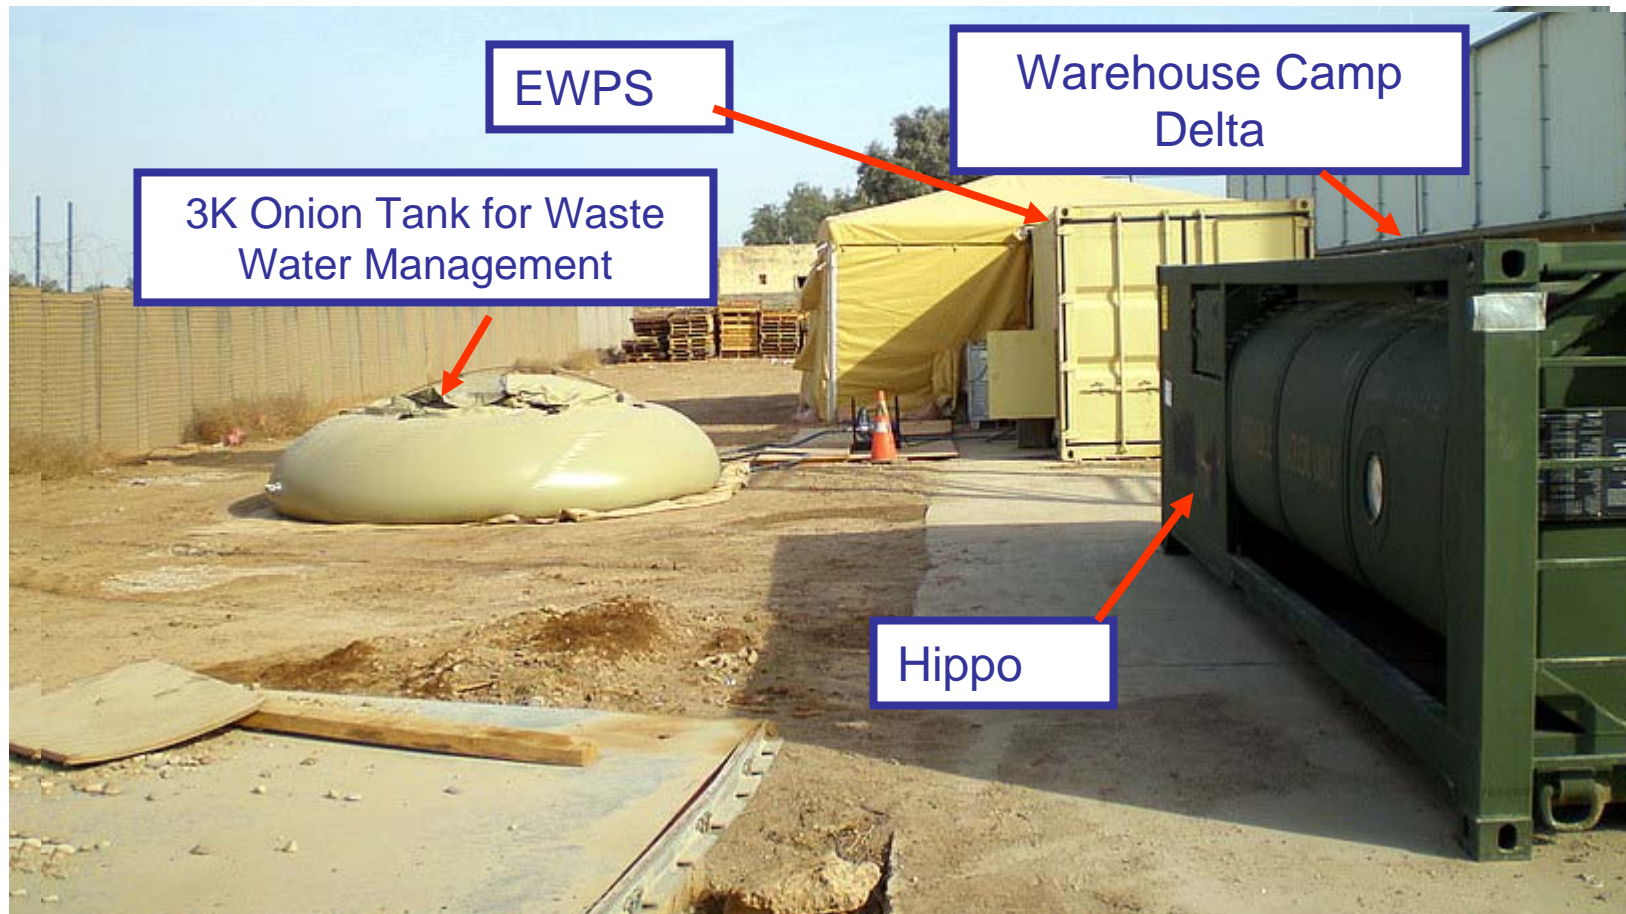 EWPS
Warehouse Camp
Delta
3K Onion Tank for Waste
Water Management
Hippo